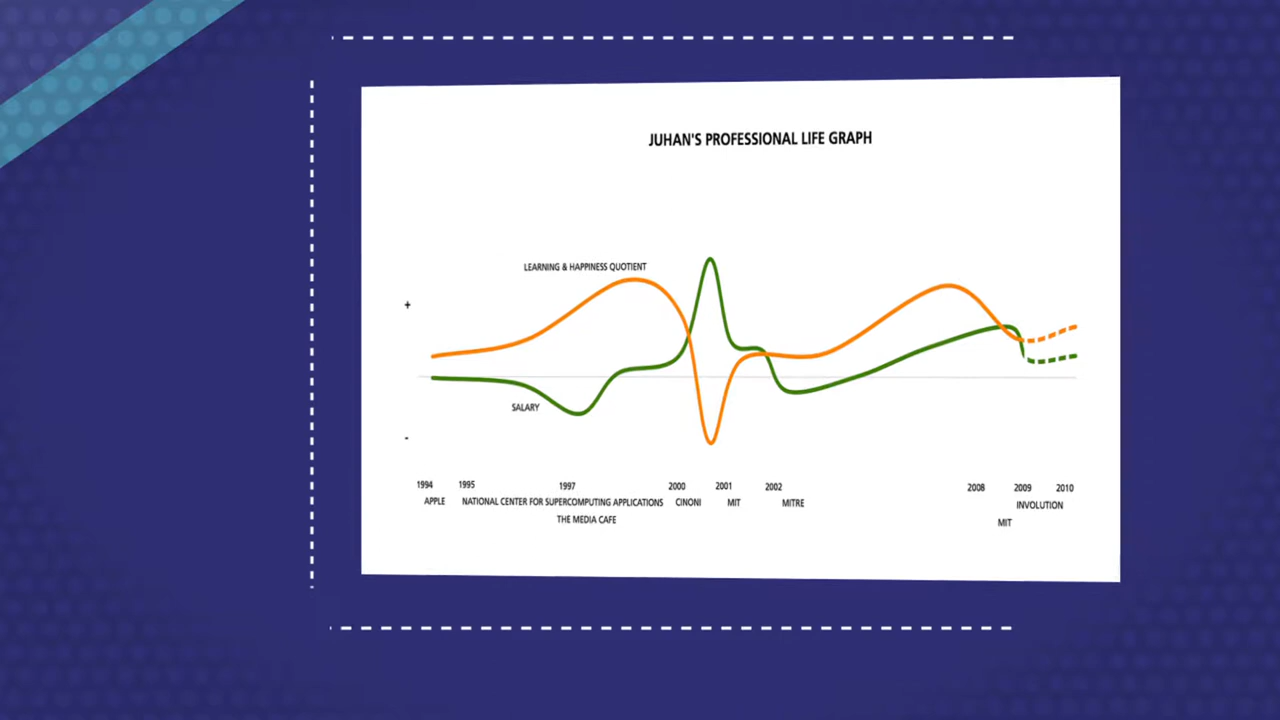 JUHAN'S PROFESSIONAL LIFE GRAPH
LEARNING & HAPPINESS QUOTIENT
+
SALARY
-
1994 1995 1997 2000 2001 2002 2008 2009 2010
APPLE NATIONAL CENTER FOR SUPERCOMPUTING APPLICATIONS CINONI MIT MITRE INVOLUTION
THE MEDIA CAFE MIT